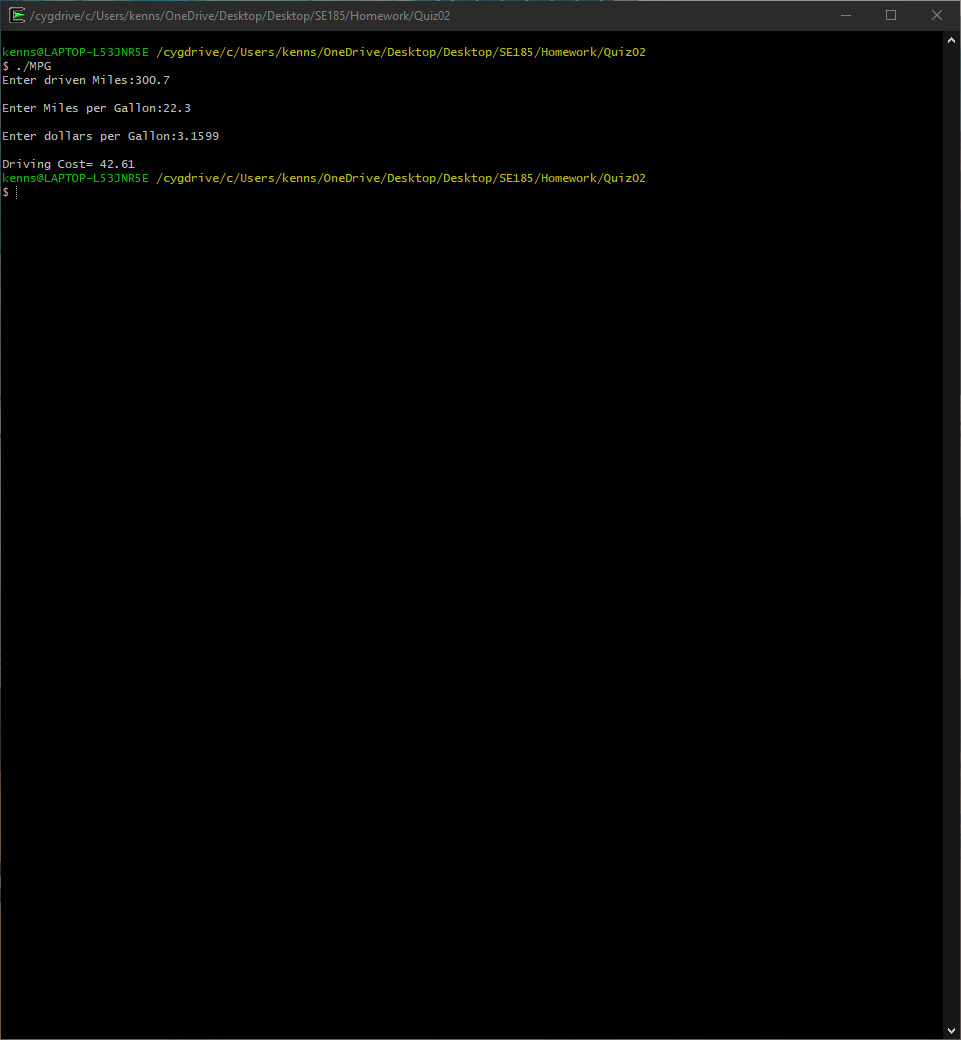 /cygdrive/c/Users/kenns/OneDrive/Desktop/Desktop/SE185/Homework/Quiz02
kenns@LAPTOP-L53JNR5E /cygdrive/c/Users/kenns/OneDrive/Desktop/Desktop/SE185/Homework/Quiz02
$ ./MPG
Enter driven Miles:300.7
Enter Miles per Gallon:22.3
Enter dollars per Gallon:3.1599
Driving Cost= 42.61
kenns@LAPTOP-L53JNR5E /cygdrive/c/Users/kenns/OneDrive/Desktop/Desktop/SE185/Homework/Quiz02
$